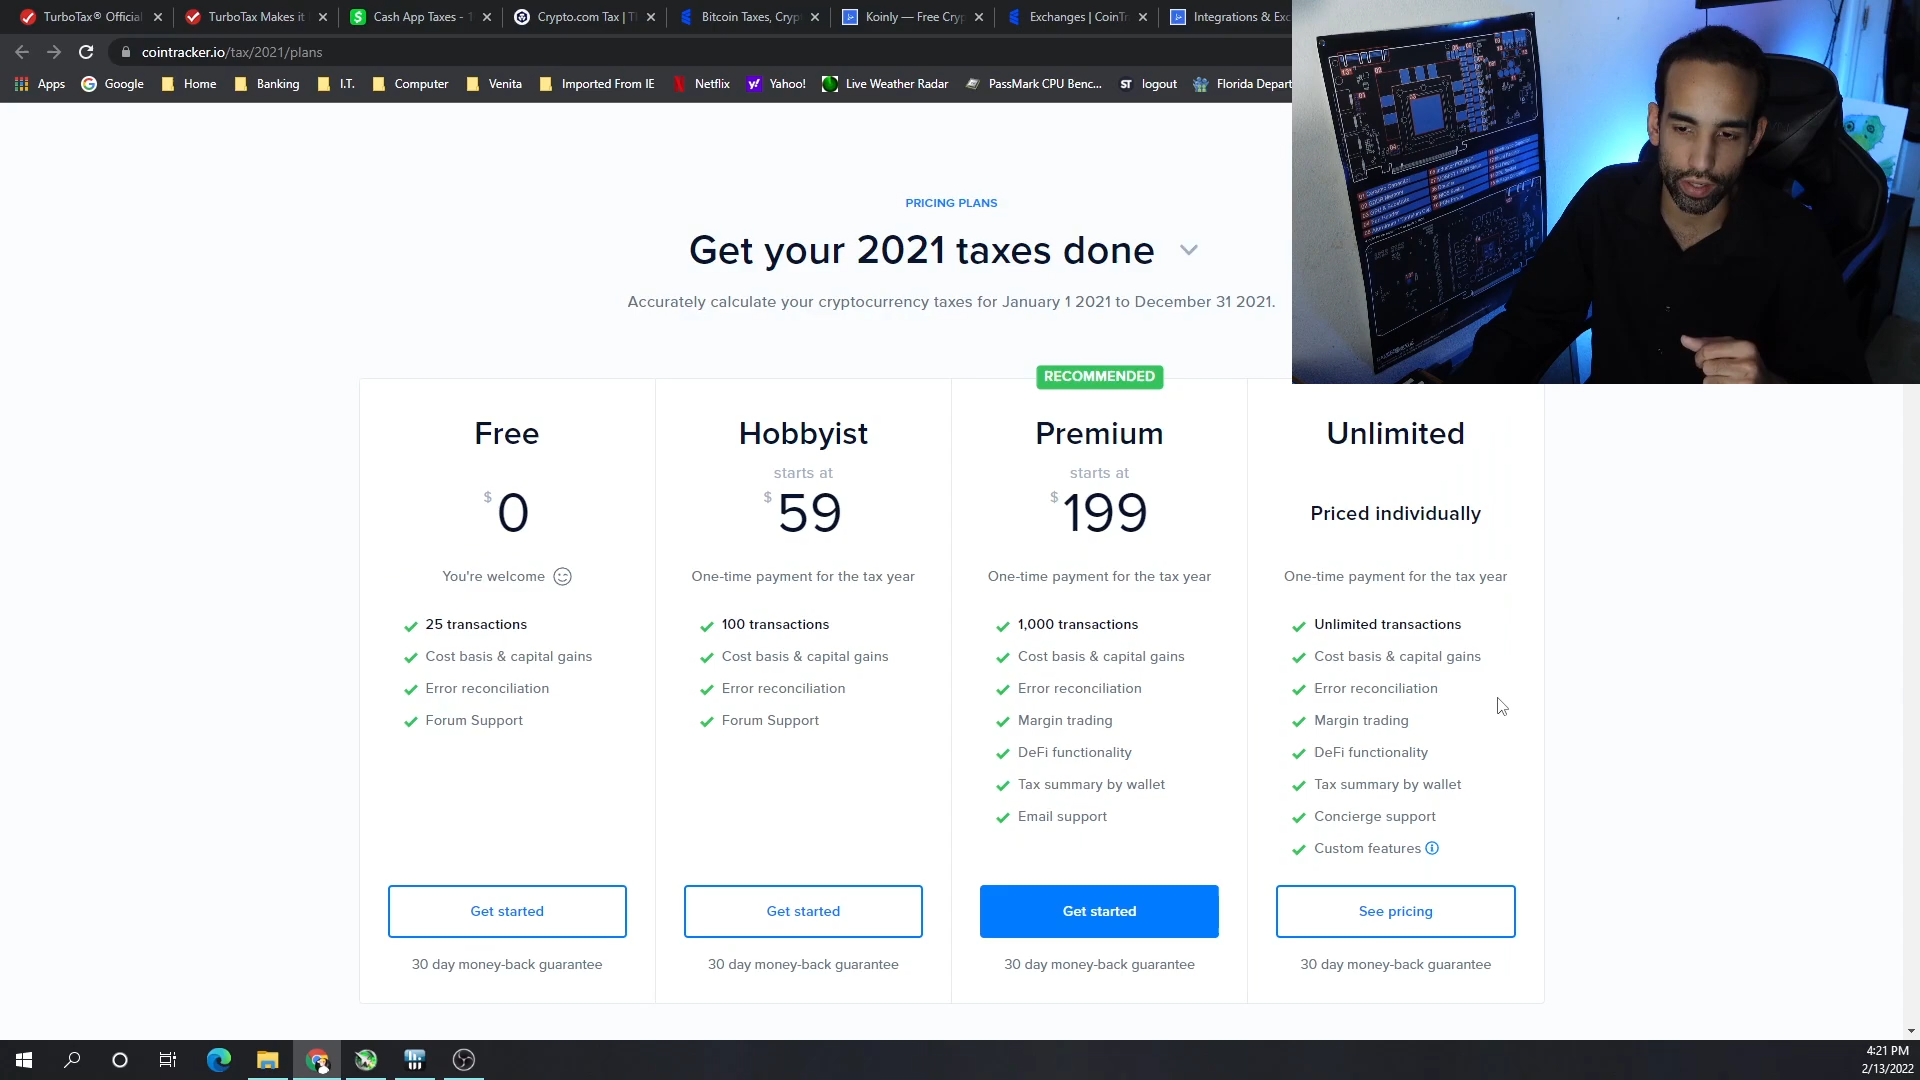 TurboTax® Official
TurboTax Makes it
Cash App Taxes - 1
Crypto.com Tax | T
Bitcoin Taxes, Cryp
Koinly — Free Cryp
Exchanges | CoinTr
Integrations & Exc
cointracker.io/tax/2021/plans
Apps
Google
Home
Banking
I.T.
Computer
Venita
Imported From IE
Netflix
Yahoo!
Live Weather Radar
PassMark CPU Benc...
ST
logout
Florida Depart
PRICING PLANS
Get your 2021 taxes done
Accurately calculate your cryptocurrency taxes for January 1 2021 to December 31 2021.
Free
$0
You're welcome
25 transactions
Cost basis & capital gains
Error reconciliation
Forum Support
Get started
30 day money-back guarantee
Hobbyist
starts at
$59
One-time payment for the tax year
100 transactions
Cost basis & capital gains
Error reconciliation
Forum Support
Get started
30 day money-back guarantee
RECOMMENDED
Premium
starts at
$199
One-time payment for the tax year
1,000 transactions
Cost basis & capital gains
Error reconciliation
Margin trading
DeFi functionality
Tax summary by wallet
Email support
Get started
30 day money-back guarantee
Unlimited
Priced individually
One-time payment for the tax year
Unlimited transactions
Cost basis & capital gains
Error reconciliation
Margin trading
DeFi functionality
Tax summary by wallet
Concierge support
Custom features
See pricing
30 day money-back guarantee
4:21 PM
2/13/2022